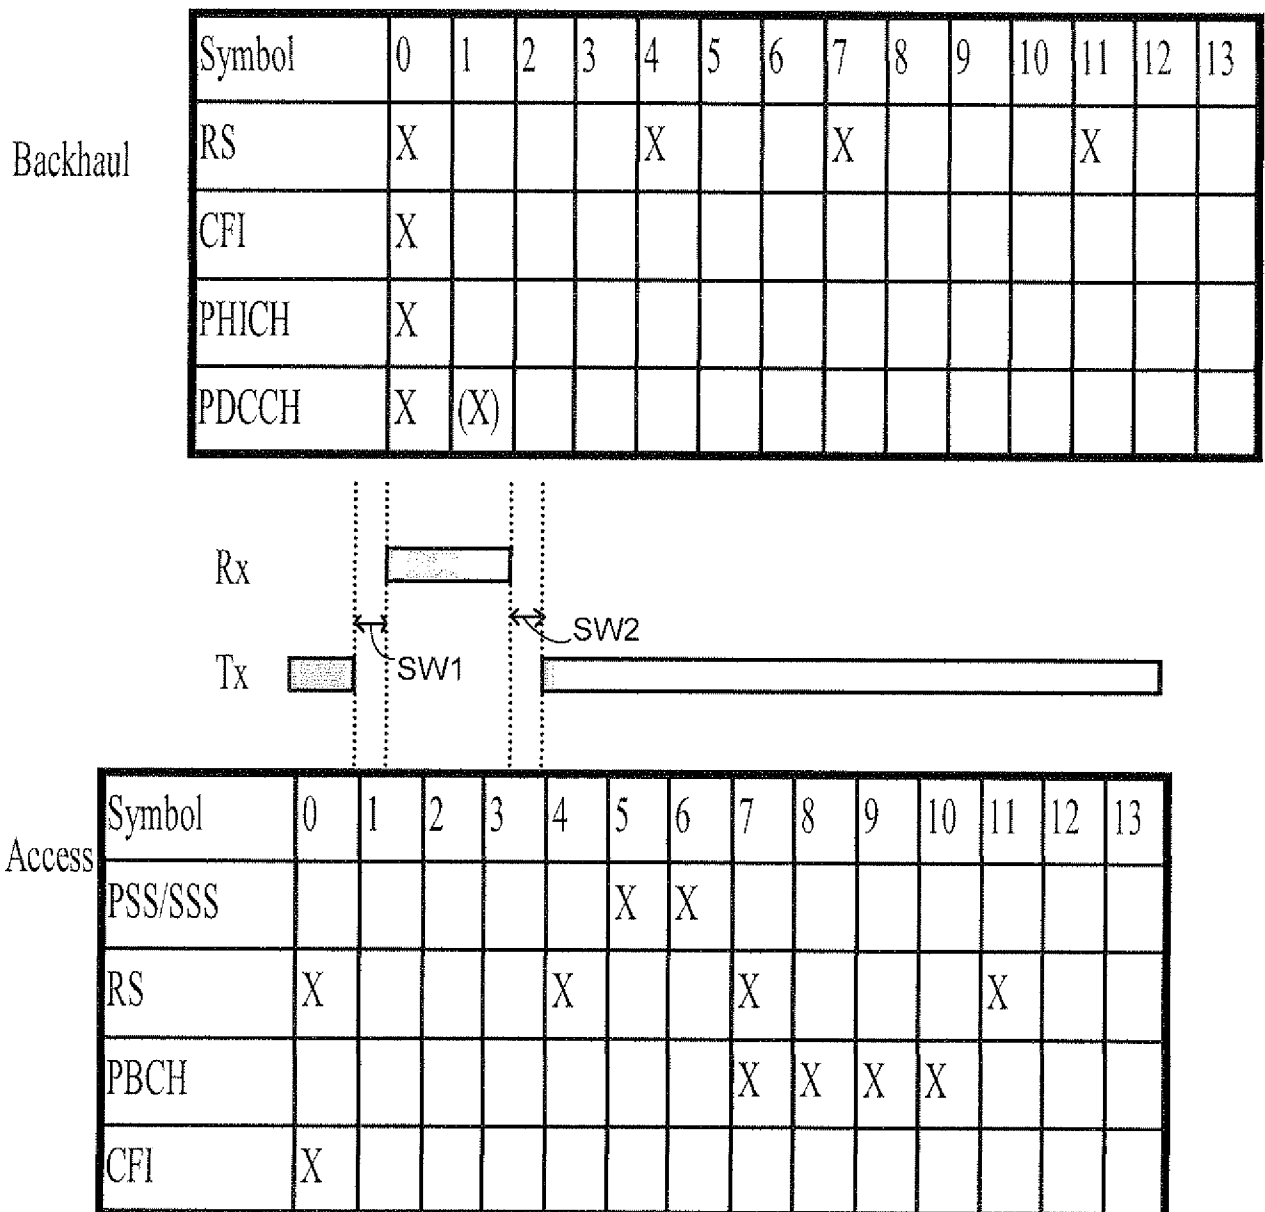 Symbol 0 1 2 3 4 5 6 7 8 9 10 11 12 13
Backhaul
RS X X X X
CFI X
PHICH X
PDCCH X (X)
Rx
SW2
Tx
SW1
Symbol 0 1 2 3 4 5 6 7 8 9 10 11 12 13
Access
PSS/SSS X X
RS X X X X
PBCH X X X X
CFI X